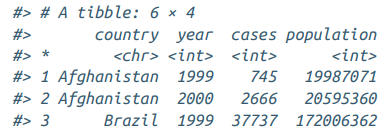 #> # A tibble: 6 × 4
#> country year cases population
#> * <chr> <int> <int> <int>
#> 1 Afghanistan 1999 745 19987071
#> 2 Afghanistan 2000 2666 20595360
#> 3 Brazil 1999 37737 172006362